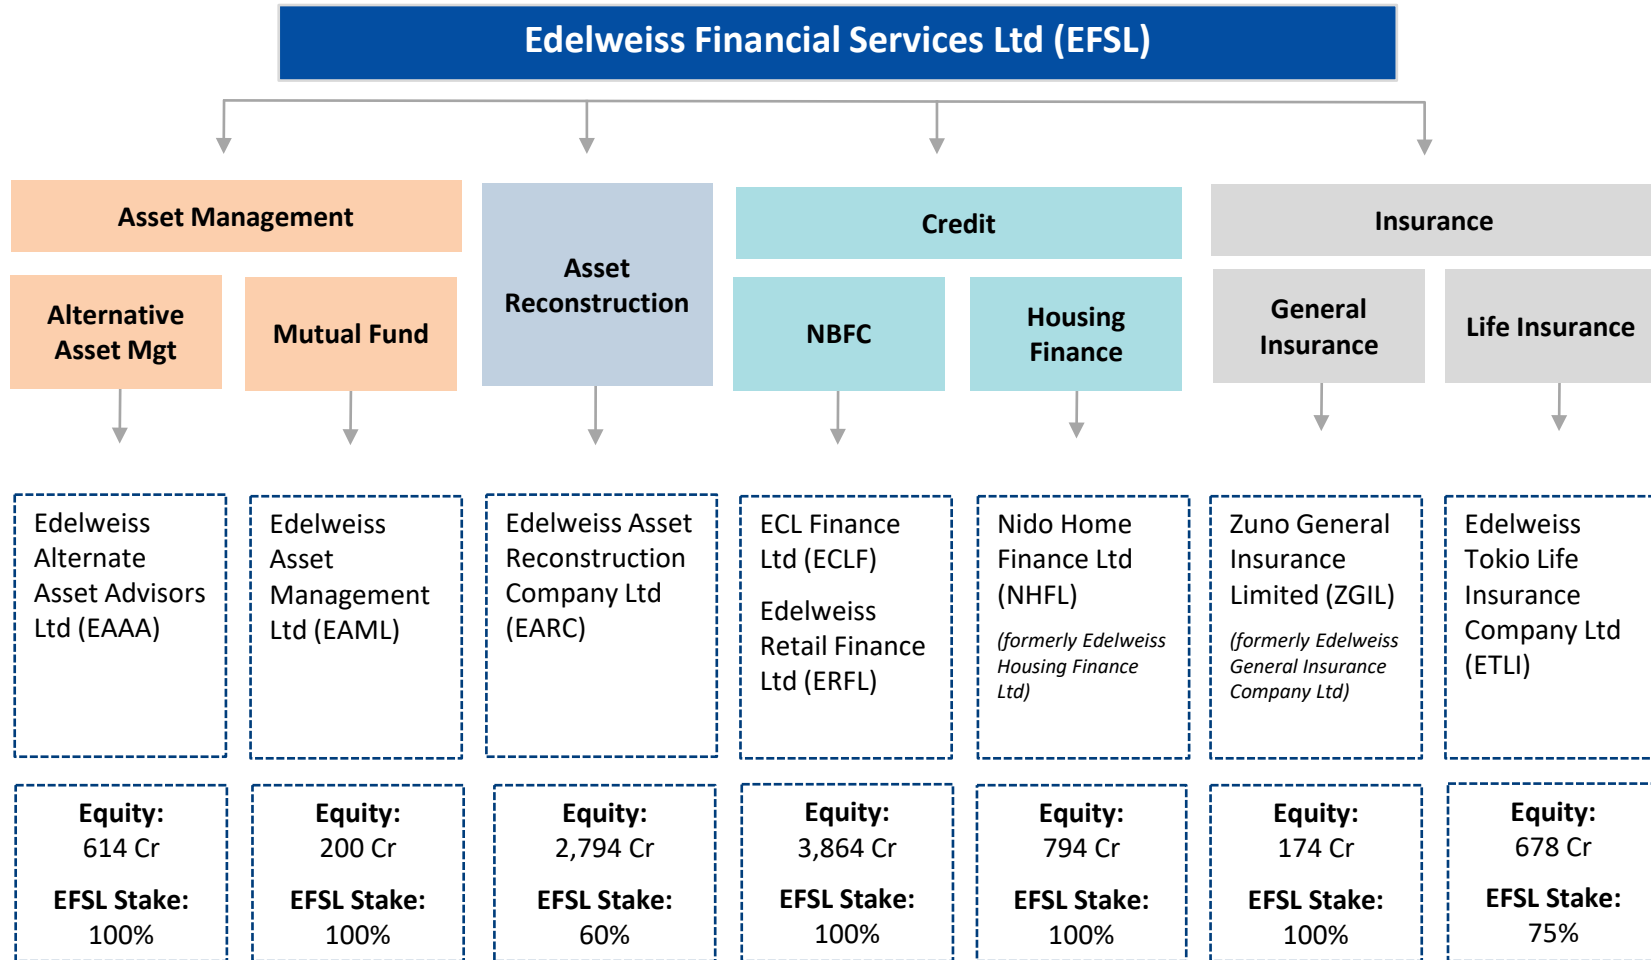 Edelweiss Financial Services Ltd (EFSL)
Asset Management
Alternative
Asset Mgt
Mutual Fund
Asset
Reconstruction
Credit
NBFC
Housing
Finance
Insurance
General
Insurance
Life Insurance
Edelweiss
Alternate
Asset Advisors
Ltd (EAAA)
Edelweiss
Asset
Management
Ltd (EAML)
Edelweiss Asset
Reconstruction
Company Ltd
(EARC)
ECL Finance
Ltd (ECLF)
Edelweiss
Retail Finance
Ltd (ERFL)
Nido Home
Finance Ltd
(NHFL)
(formerly Edelweiss
Housing Finance
Ltd)
Zuno General
Insurance
Limited (ZGIL)
(formerly Edelweiss
General Insurance
Company Ltd)
Edelweiss
Tokio Life
Insurance
Company Ltd
(ETLI)
Equity:
614 Cr
EFSL Stake:
100%
Equity:
200 Cr
EFSL Stake:
100%
Equity:
2,794 Cr
EFSL Stake:
60%
Equity:
3,864 Cr
EFSL Stake:
100%
Equity:
794 Cr
EFSL Stake:
100%
Equity:
174 Cr
EFSL Stake:
100%
Equity:
678 Cr
EFSL Stake:
75%